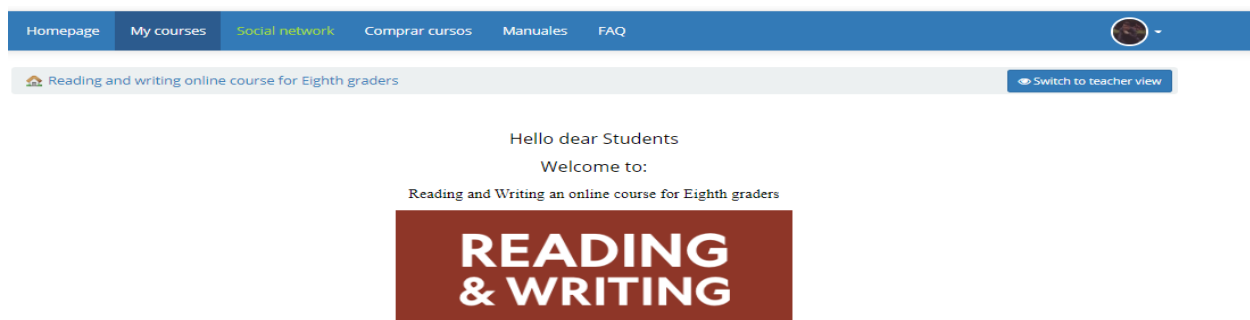 Homepage My courses Social network Comprar cursos Manuales FAQ
Reading and writing online course for Eighth graders Switch to teacher view
Hello dear Students
Welcome to:
Reading and Writing an online course for Eighth graders
READING
& WRITING